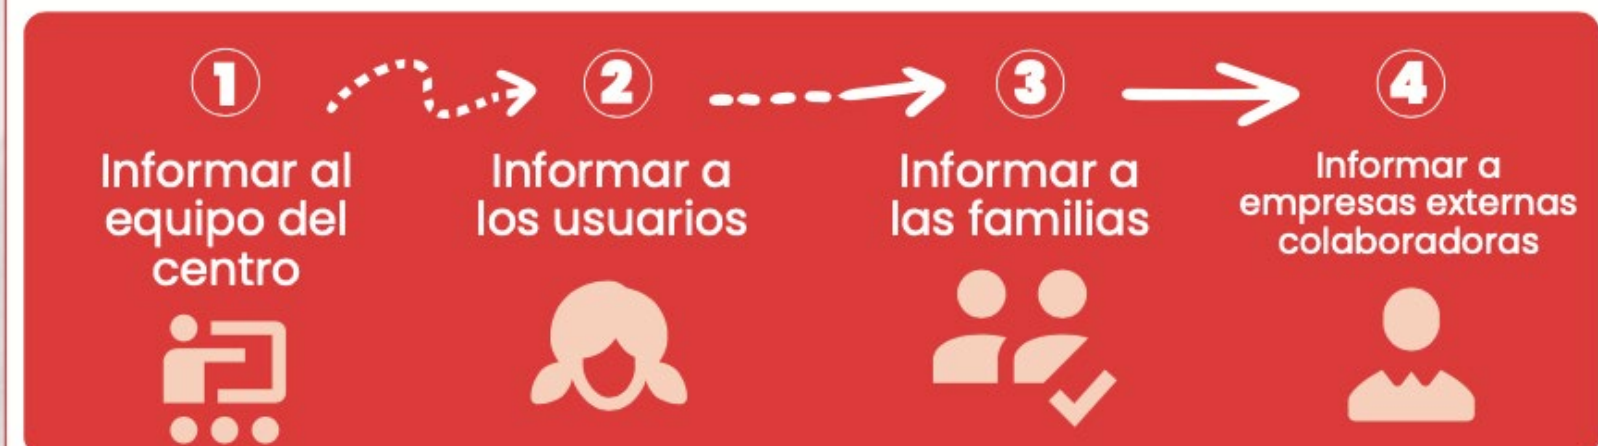 1
Informar al
equipo del
centro
2
Informar a
los usuarios
3
Informar a
las familias
4
Informar a
empresas externas
colaboradoras